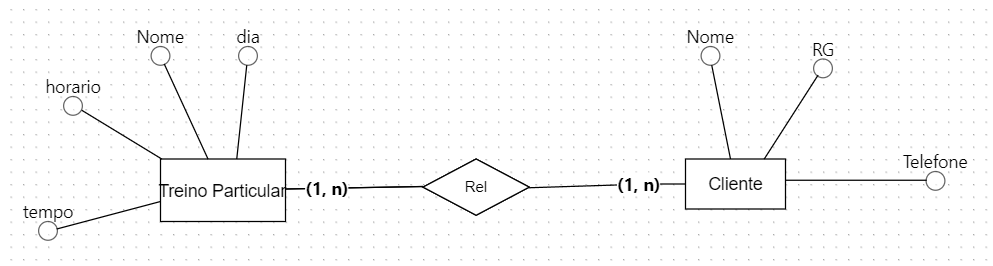 Nome
dia
Nome
RG
horario
Telefone
Treino Particular
(1, n)
Rel
(1, n)
Cliente
tempo